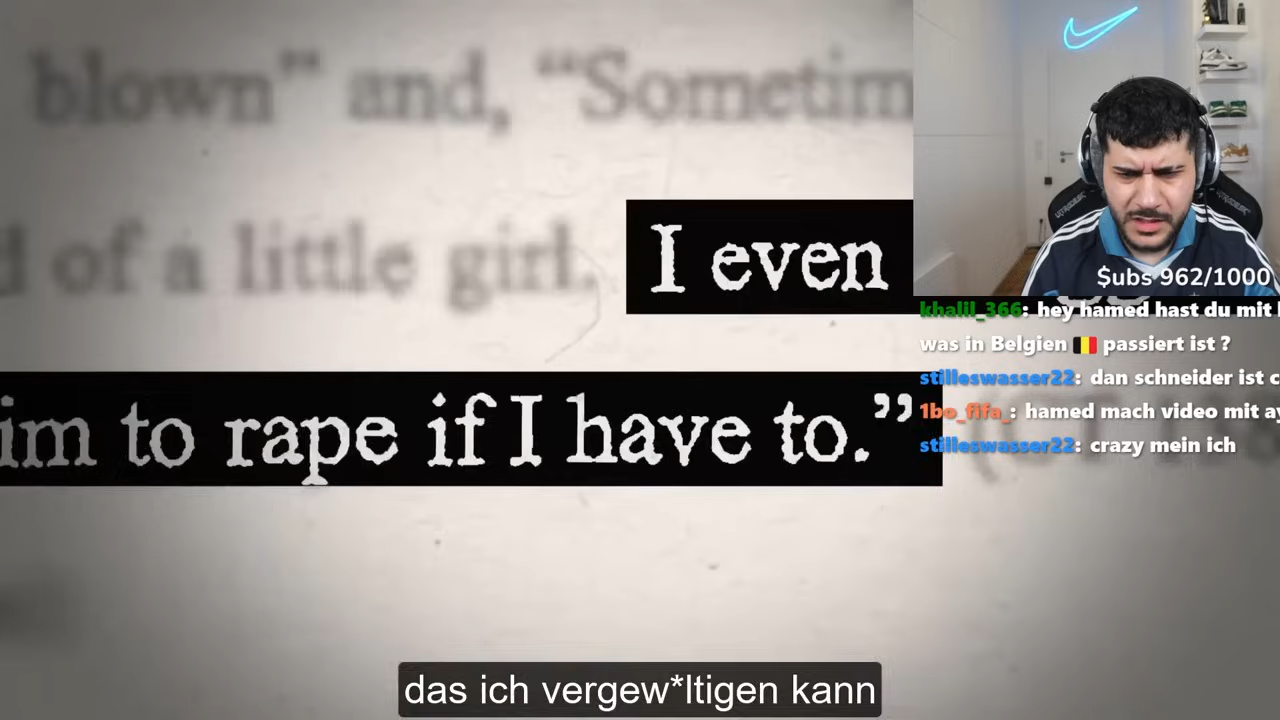 blown” and, “Sometim
d of a little girl. I even
im to rape if I have to.”
$ubs 962/1000
khalil_366: hey hamed hast du mit
was in Belgien 🇧🇪 passiert ist ?
stilleswasser22: dan schneider ist c
1bo_fifa_: hamed mach video mit ay
stilleswasser22: crazy mein ich
das ich vergew*ltigen kann